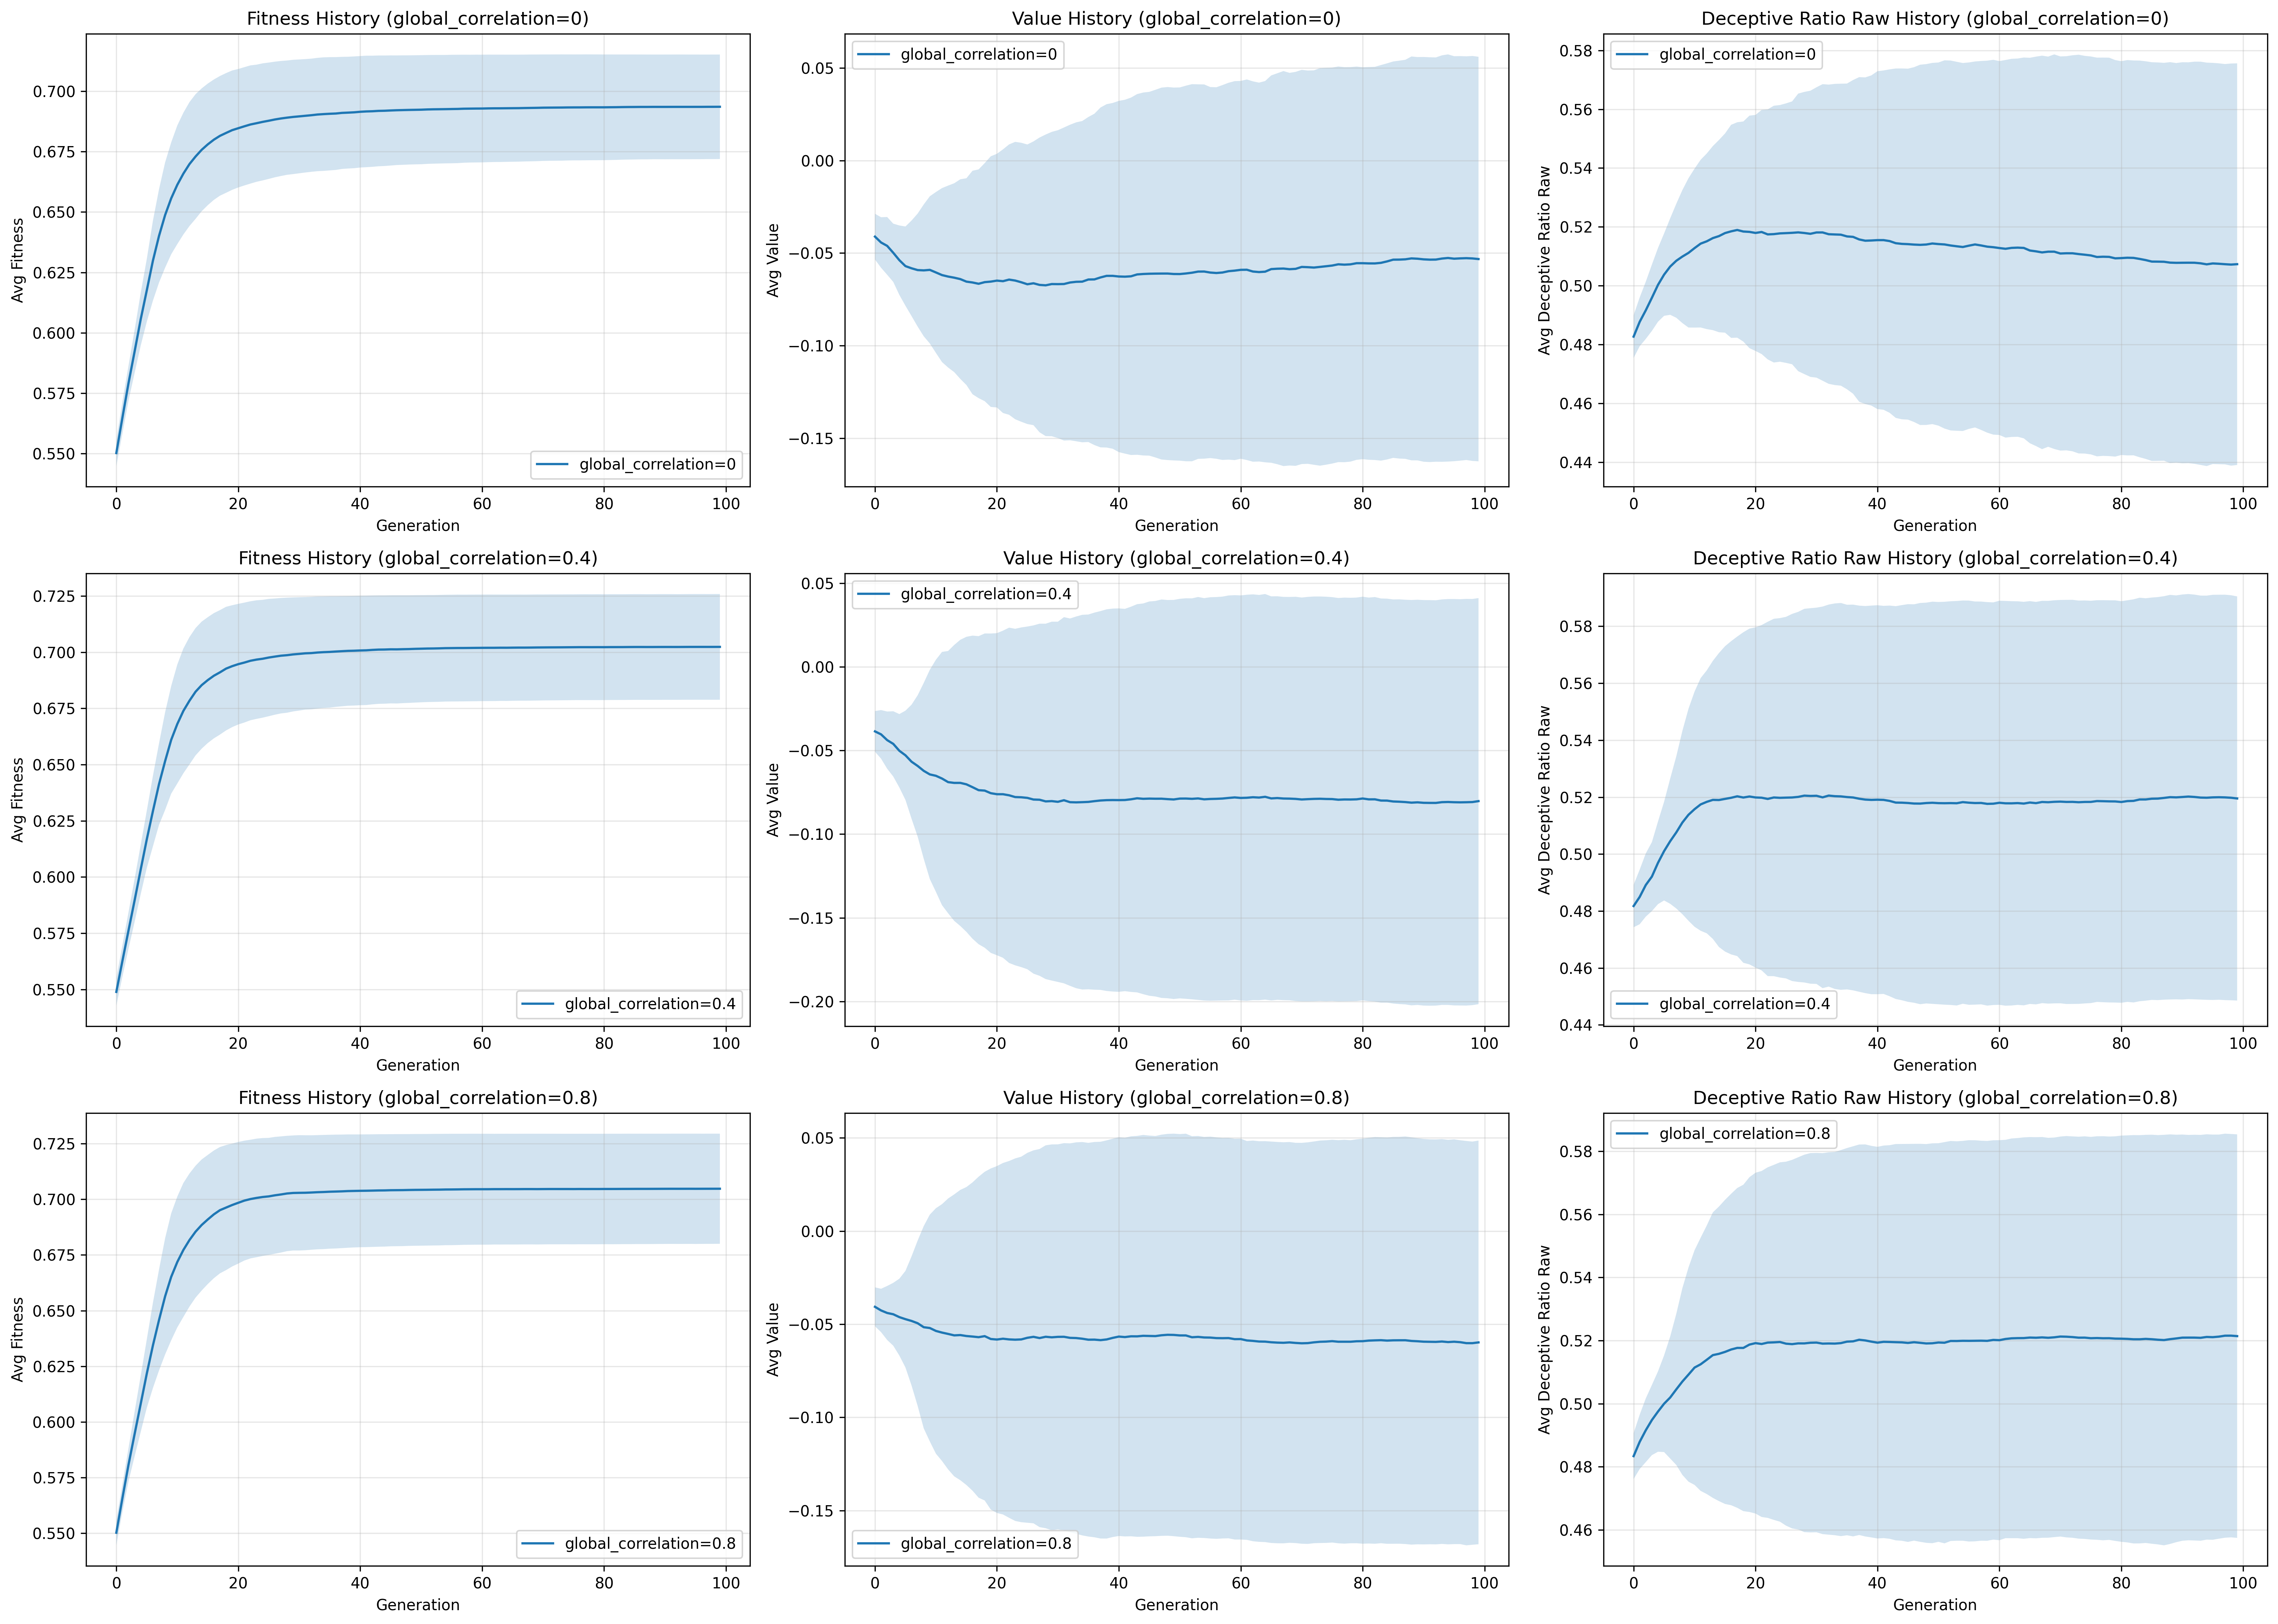 Fitness History (global_correlation=0)
Avg Fitness
0.700
0.675
0.650
0.625
0.600
0.575
0.550
global_correlation=0
0 20 40 60 80 100
Generation
Value History (global_correlation=0)
Avg Value
global_correlation=0
0.05
0.00
−0.05
−0.10
−0.15
0 20 40 60 80 100
Generation
Deceptive Ratio Raw History (global_correlation=0)
Avg Deceptive Ratio Raw
global_correlation=0
0.58
0.56
0.54
0.52
0.50
0.48
0.46
0.44
0 20 40 60 80 100
Generation
Fitness History (global_correlation=0.4)
Avg Fitness
0.725
0.700
0.675
0.650
0.625
0.600
0.575
0.550
global_correlation=0.4
0 20 40 60 80 100
Generation
Value History (global_correlation=0.4)
Avg Value
0.05
global_correlation=0.4
0.00
−0.05
−0.10
−0.15
−0.20
0 20 40 60 80 100
Generation
Deceptive Ratio Raw History (global_correlation=0.4)
Avg Deceptive Ratio Raw
0.58
0.56
0.54
0.52
0.50
0.48
0.46
global_correlation=0.4
0.44
0 20 40 60 80 100
Generation
Fitness History (global_correlation=0.8)
Avg Fitness
0.725
0.700
0.675
0.650
0.625
0.600
0.575
0.550
global_correlation=0.8
0 20 40 60 80 100
Generation
Value History (global_correlation=0.8)
Avg Value
0.05
0.00
−0.05
−0.10
−0.15
global_correlation=0.8
0 20 40 60 80 100
Generation
Deceptive Ratio Raw History (global_correlation=0.8)
Avg Deceptive Ratio Raw
global_correlation=0.8
0.58
0.56
0.54
0.52
0.50
0.48
0.46
0 20 40 60 80 100
Generation